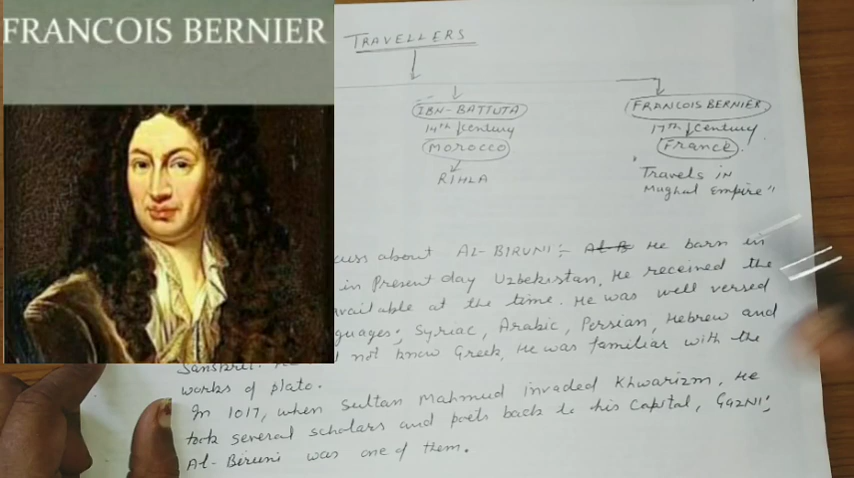 FRANCOIS BERNIER
TRAVELLERS
IBN-BATTUTA
14th century
MOROCCO
RIHLA
FRANCOIS BERNIER
17th century
France.
"Travels in
Mughal Empire"
about AL-BIRUNI :- Al-B He barn in
in Present day Uzbekistan, He received the
available at the time. He was well versed
Syriac, Arabic, Persian, Hebrew and
Sanskrit. not know Greek, He was familiar with the
works of plato.
In 1017, when Sultan Mahmud invaded Khwarizm, He
took several scholars and poets back to his Capital, GAZNI;
Al-Biruni was one of them.